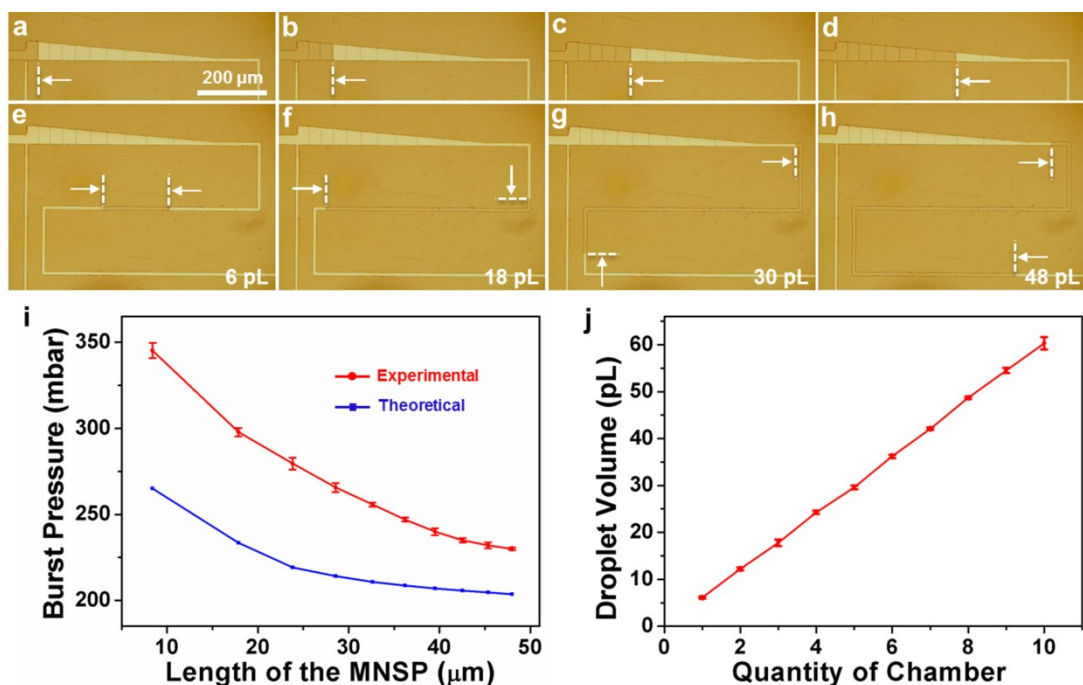 a b c d
200 µm
e f g h
6 pL 18 pL 30 pL 48 pL
i
Burst Pressure (mbar)
350
300
250
200
Experimental
Theoretical
10 20 30 40 50
Length of the MNSP (µm)
j
Droplet Volume (pL)
60
50
40
30
20
10
0
0 2 4 6 8 10
Quantity of Chamber